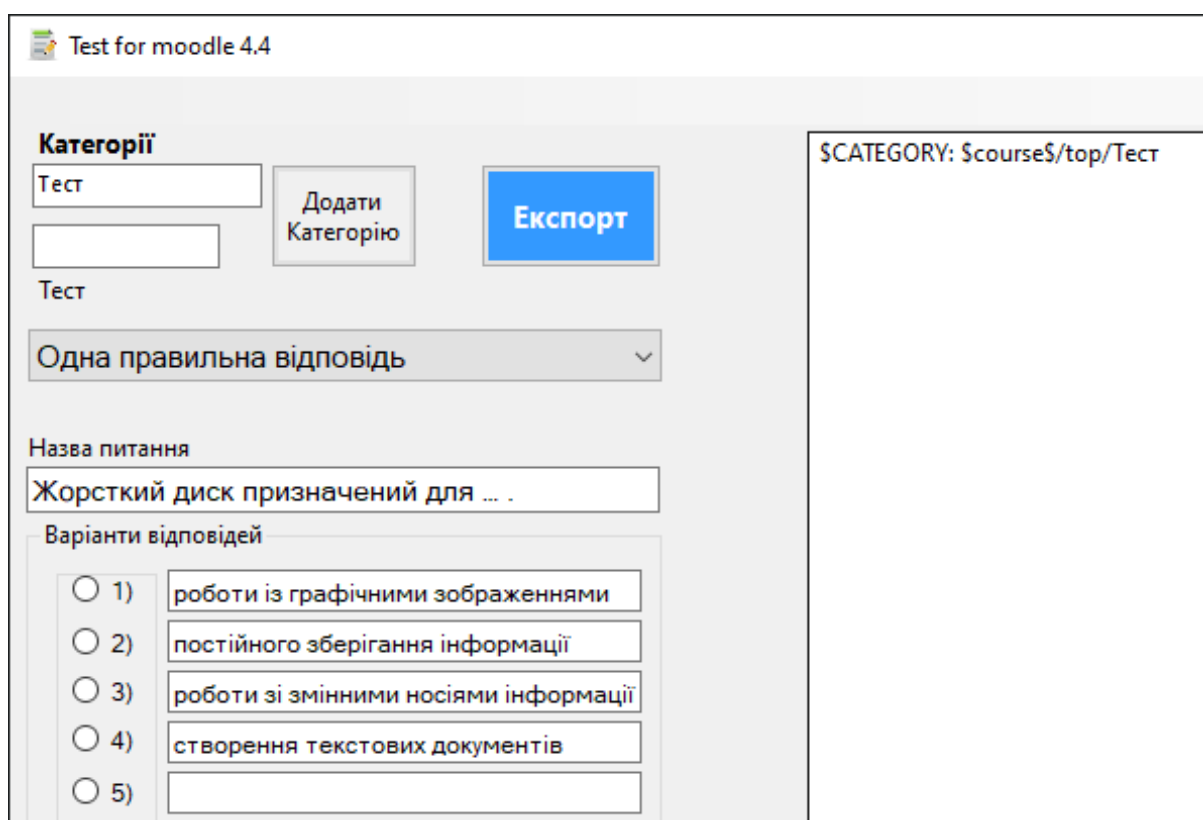 Test for moodle 4.4
Категорії
Тест
Додати
Категорію
Експорт
Тест
Одна правильна відповідь
Назва питання
Жорсткий диск призначений для ... .
Варіанти відповідей
1) роботи із графічними зображеннями
2) постійного зберігання інформації
3) роботи зі змінними носіями інформації
4) створення текстових документів
5)
$CATEGORY: $course$/top/Тест